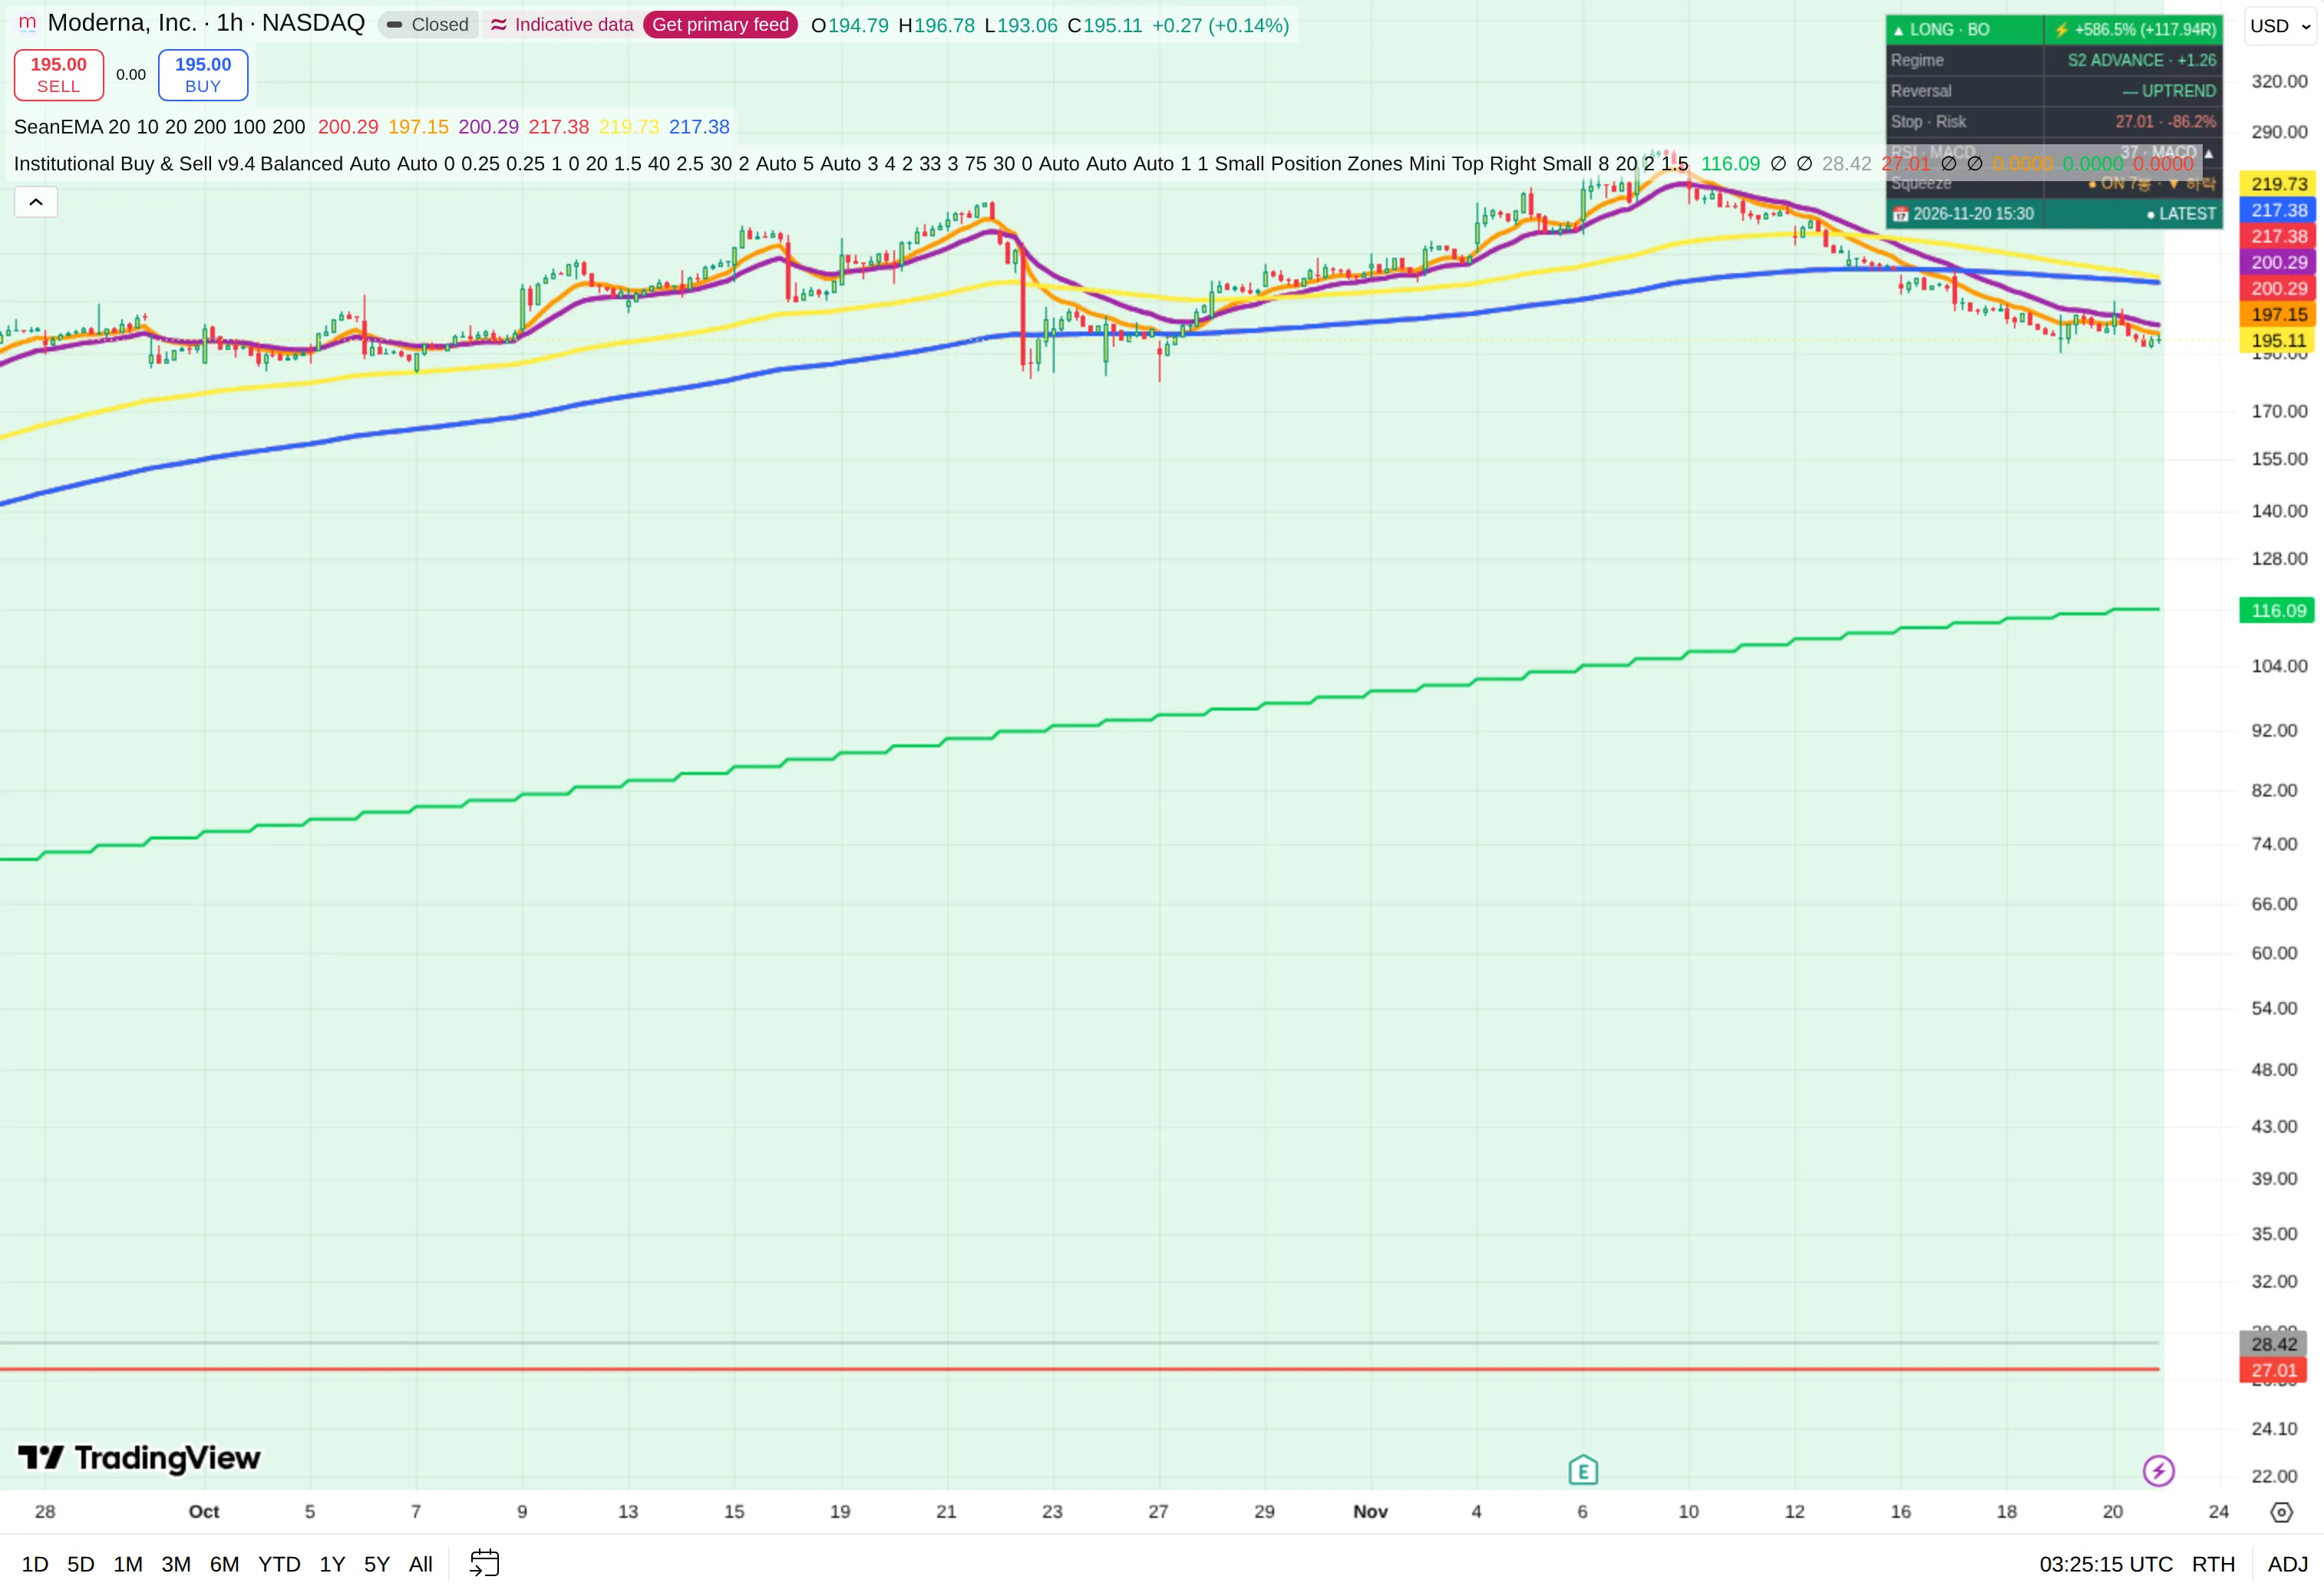 Moderna, Inc. · 1h · NASDAQ Closed Indicative data Get primary feed O194.79 H196.78 L193.06 C195.11 +0.27 (+0.14%)
195.00 SELL 0.00 195.00 BUY
SeanEMA 20 10 20 200 100 200 200.29 197.15 200.29 217.38 219.73 217.38
Institutional Buy & Sell v9.4 Balanced Auto Auto 0 0.25 0.25 1 0 20 1.5 40 2.5 30 2 Auto 5 Auto 3 4 2 33 3 75 30 0 Auto Auto Auto 1 1 Small Position Zones Mini Top Right Small 8 20 2 1.5 116.09 ∅ ∅ 28.42 27.01 ∅ ∅ 0.0000 0.0000 0.0000
▲ LONG · BO ⚡ +586.5% (+117.94R)
Regime S2 ADVANCE · +1.26
Reversal — UPTREND
Stop · Risk 27.01 · -86.2%
RSI · MACD 37 · MACD ▲
Squeeze ● ON 7봉 · ▼ 하락
📅 2026-11-20 15:30 ● LATEST
USD
320.00
290.00
219.73
217.38
217.38
200.29
200.29
197.15
195.11
190.00
170.00
155.00
140.00
128.00
116.09
104.00
92.00
82.00
74.00
66.00
60.00
54.00
48.00
43.00
39.00
35.00
32.00
28.42
27.01
24.10
22.00
TradingView
E
28 Oct 5 7 9 13 15 19 21 23 27 29 Nov 4 6 10 12 16 18 20 24
1D 5D 1M 3M 6M YTD 1Y 5Y All 03:25:15 UTC RTH ADJ